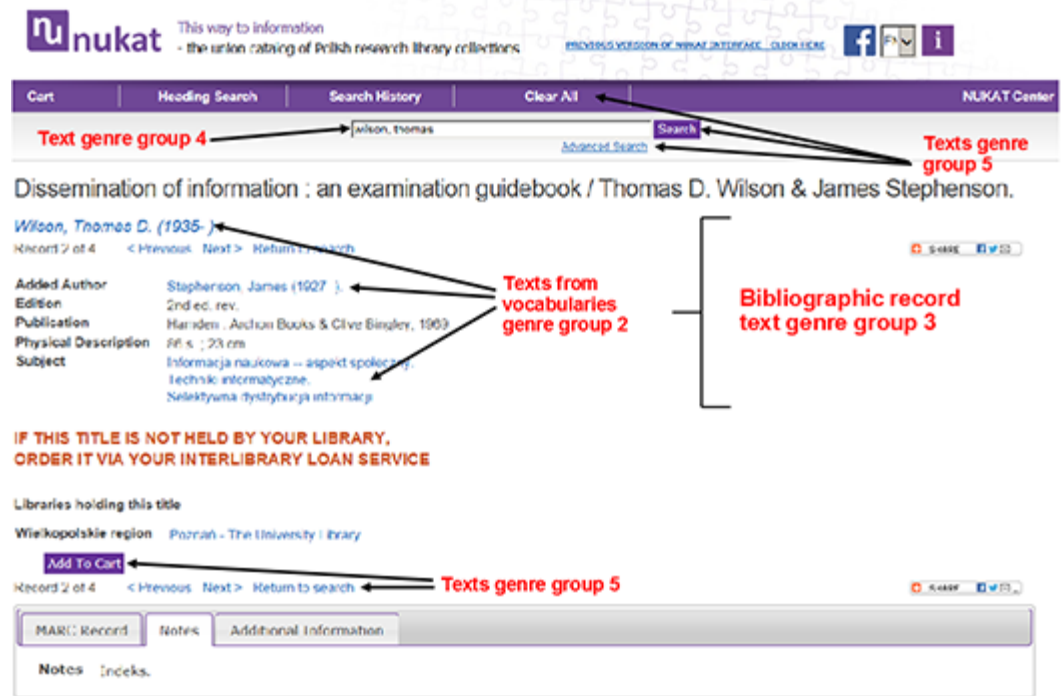 nu nukat
This way to information
- the union catalog of Polish research library collections
PREVIOUS VERSION OF NUKAT INTERFACE CLICK HERE
f
i
Cart Heading Search Search History Clear All NUKAT Center
Text genre group 4
wilson, thomas Search
Advanced Search
Texts genre
group 5
Dissemination of information : an examination guidebook / Thomas D. Wilson & James Stephenson.
Wilson, Thomas D. (1935- )
Record 2 of 4 < Previous Next > Return to search SHARE
Added Author Stephenson, James (1927- ).
Edition 2nd ed. rev.
Publication Hamden : Archon Books & Clive Bingley, 1969
Physical Description 86 s. ; 23 cm
Subject Informacja naukowa -- aspekt społeczny.
Techniki informatyczne.
Selektywna dystrybucja informacji
Texts from
vocabularies
genre group 2
Bibliographic record
text genre group 3
IF THIS TITLE IS NOT HELD BY YOUR LIBRARY,
ORDER IT VIA YOUR INTERLIBRARY LOAN SERVICE
Libraries holding this title
Wielkopolskie region Poznań - The University Library
Add To Cart
Record 2 of 4 < Previous Next > Return to search Texts genre group 5 SHARE
MARC Record Notes Additional Information
Notes Indeks.